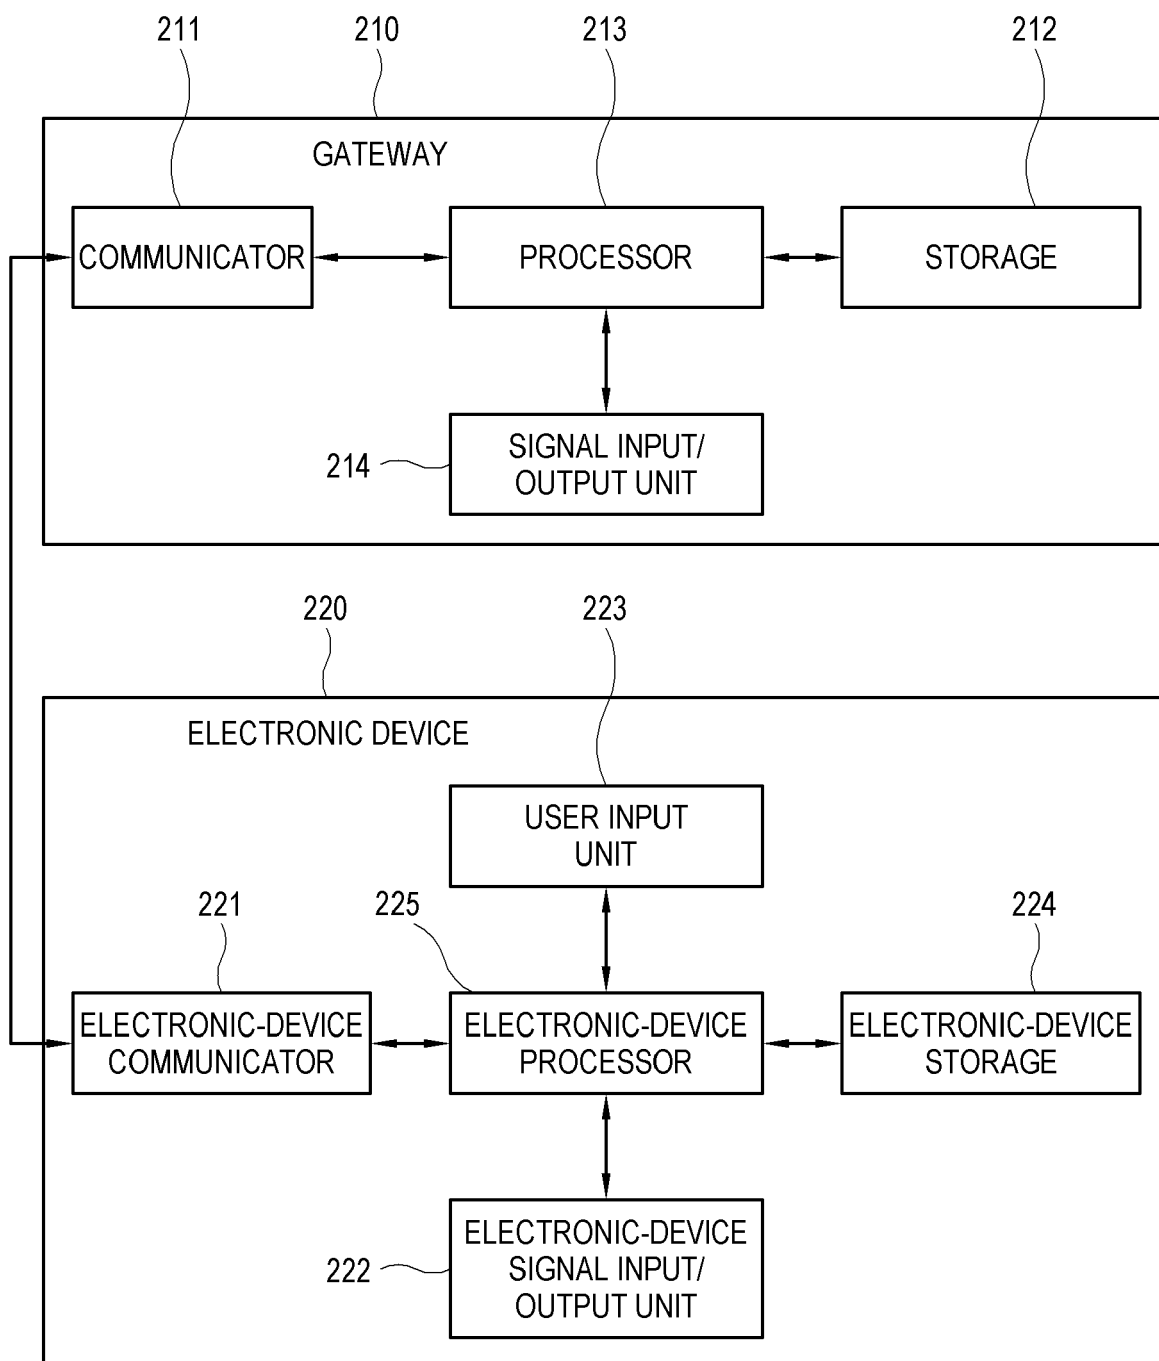 211
210
213
212
GATEWAY
COMMUNICATOR
PROCESSOR
STORAGE
214
SIGNAL INPUT/
OUTPUT UNIT
220
223
ELECTRONIC DEVICE
USER INPUT
UNIT
221
225
224
ELECTRONIC-DEVICE
COMMUNICATOR
ELECTRONIC-DEVICE
PROCESSOR
ELECTRONIC-DEVICE
STORAGE
222
ELECTRONIC-DEVICE
SIGNAL INPUT/
OUTPUT UNIT